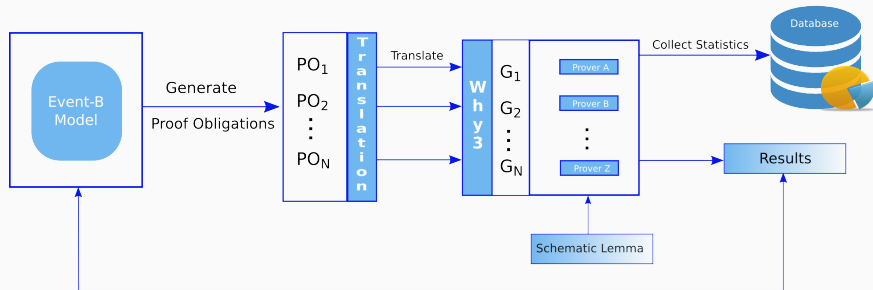 Event-B
Model
Generate
Proof Obligations
PO1
PO2
PON
Translation
Translate
Why3
G1
G2
GN
Prover A
Prover B
Prover Z
Schematic Lemma
Collect Statistics
Database
Results